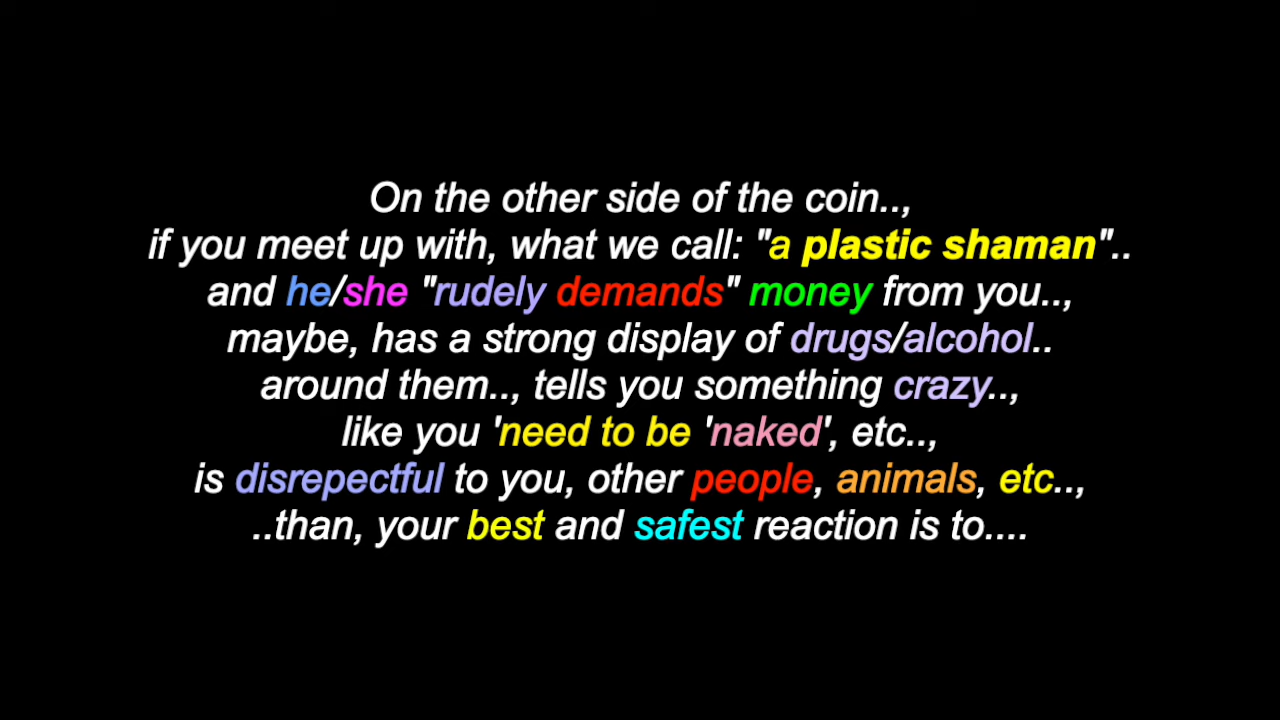 On the other side of the coin..,
if you meet up with, what we call: "a plastic shaman"..
and he/she "rudely demands" money from you..,
maybe, has a strong display of drugs/alcohol..
around them.., tells you something crazy..,
like you 'need to be 'naked', etc..,
is disrepectful to you, other people, animals, etc..,
..than, your best and safest reaction is to....